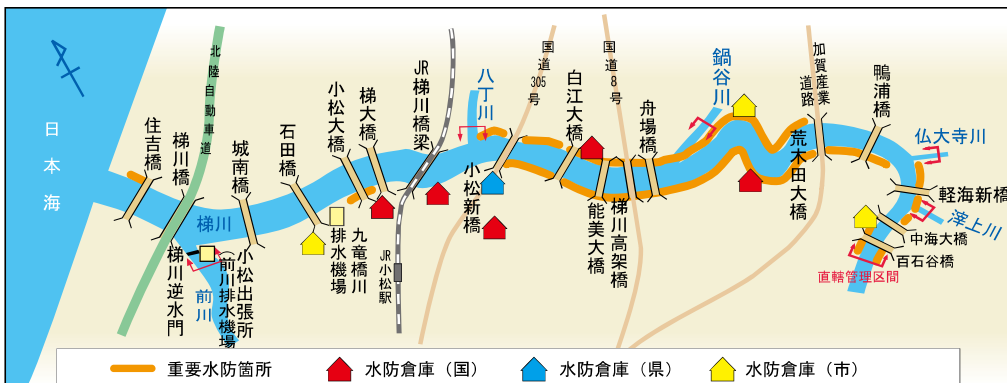 日本海
住吉橋
梯川橋
北陸自動車道
城南橋
石田橋
小松大橋
梯大橋
JR梯川橋梁
八丁川
国道305号
白江大橋
国道8号
舟場橋
鍋谷川
加賀産業道路
荒木田大橋
鴨浦橋
仏大寺川
軽海新橋
滓上川
中海大橋
百石谷橋
直轄管理区間
梯川
梯川逆水門
前川
小松出張所
(前川排水機場)
九竜橋川
排水機場
JR小松駅
小松新橋
能美大橋
梯川高架橋
重要水防箇所
水防倉庫（国）
水防倉庫（県）
水防倉庫（市）